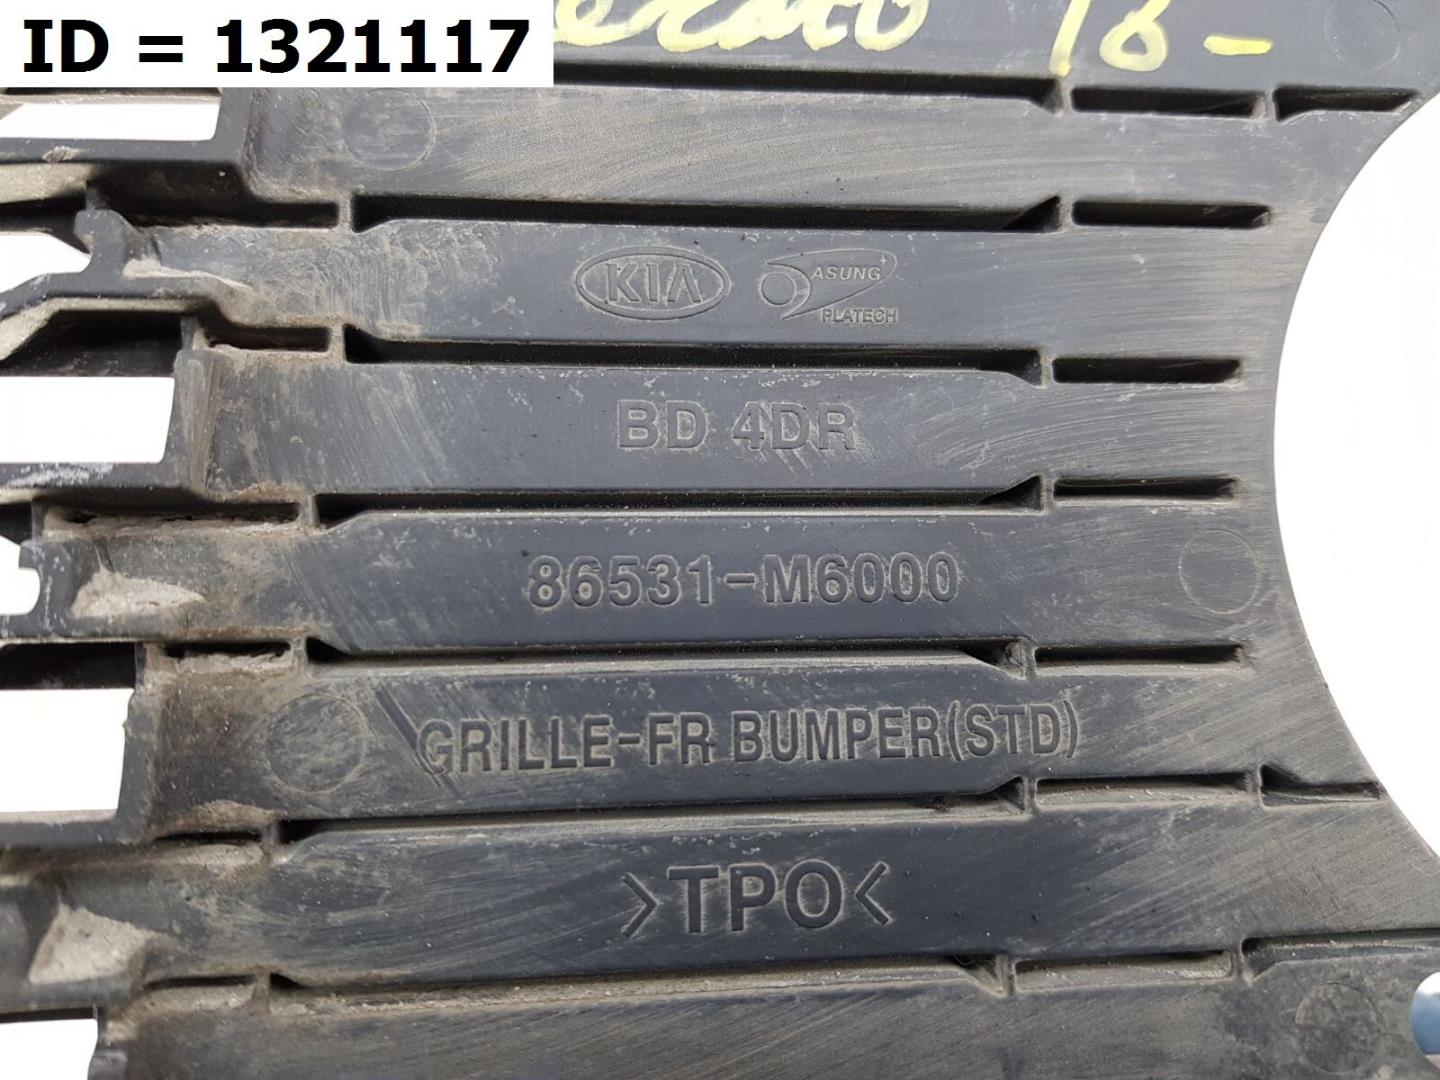 ID = 1321117
18-
KIA ASUNG PLATECH
BD 4DR
86531-M6000
GRILLE-FR BUMPER(STD)
>TPO<